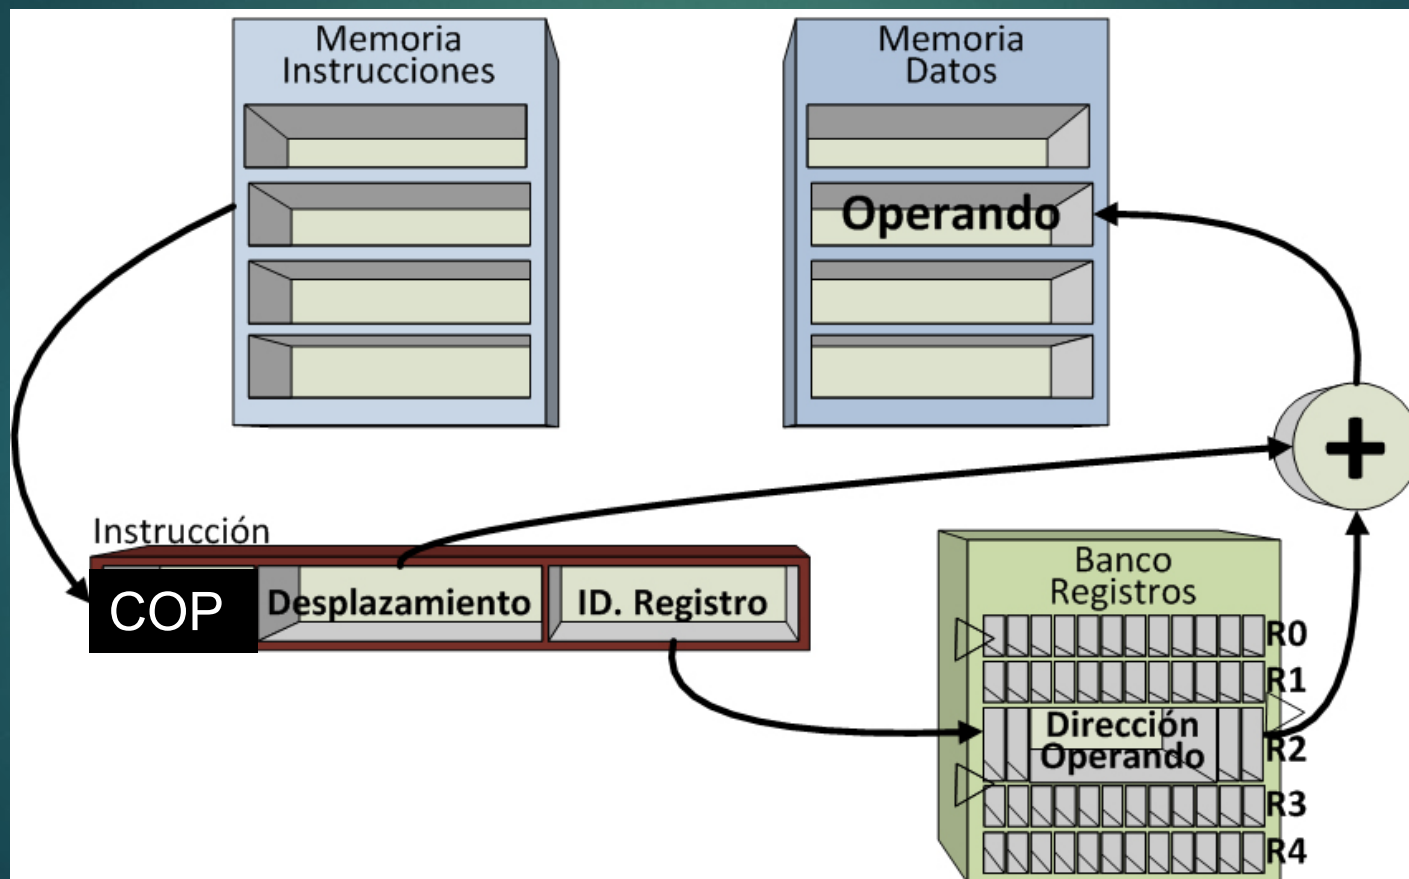 Memoria
Instrucciones
Memoria
Datos
Operando
+
Instrucción
COP
Desplazamiento
ID. Registro
Banco
Registros
R0
R1
Dirección
Operando
R2
R3
R4